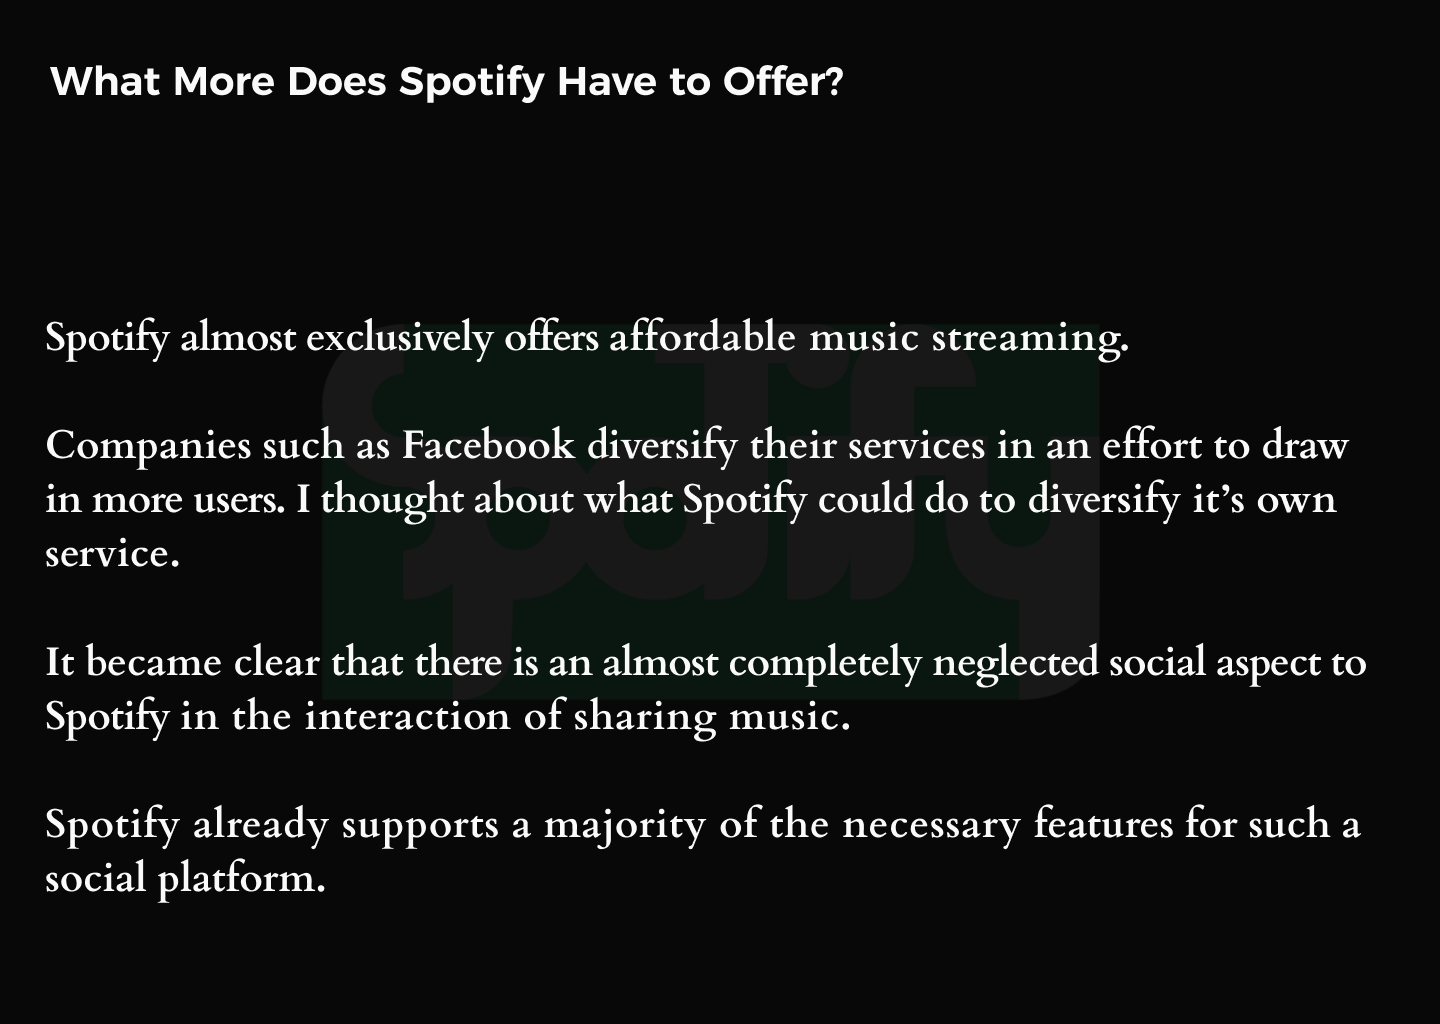 What More Does Spotify Have to Offer?
Spotify almost exclusively offers affordable music streaming.
Companies such as Facebook diversify their services in an effort to draw
in more users. I thought about what Spotify could do to diversify it’s own
service.
It became clear that there is an almost completely neglected social aspect to
Spotify in the interaction of sharing music.
Spotify already supports a majority of the necessary features for such a
social platform.
Spotify